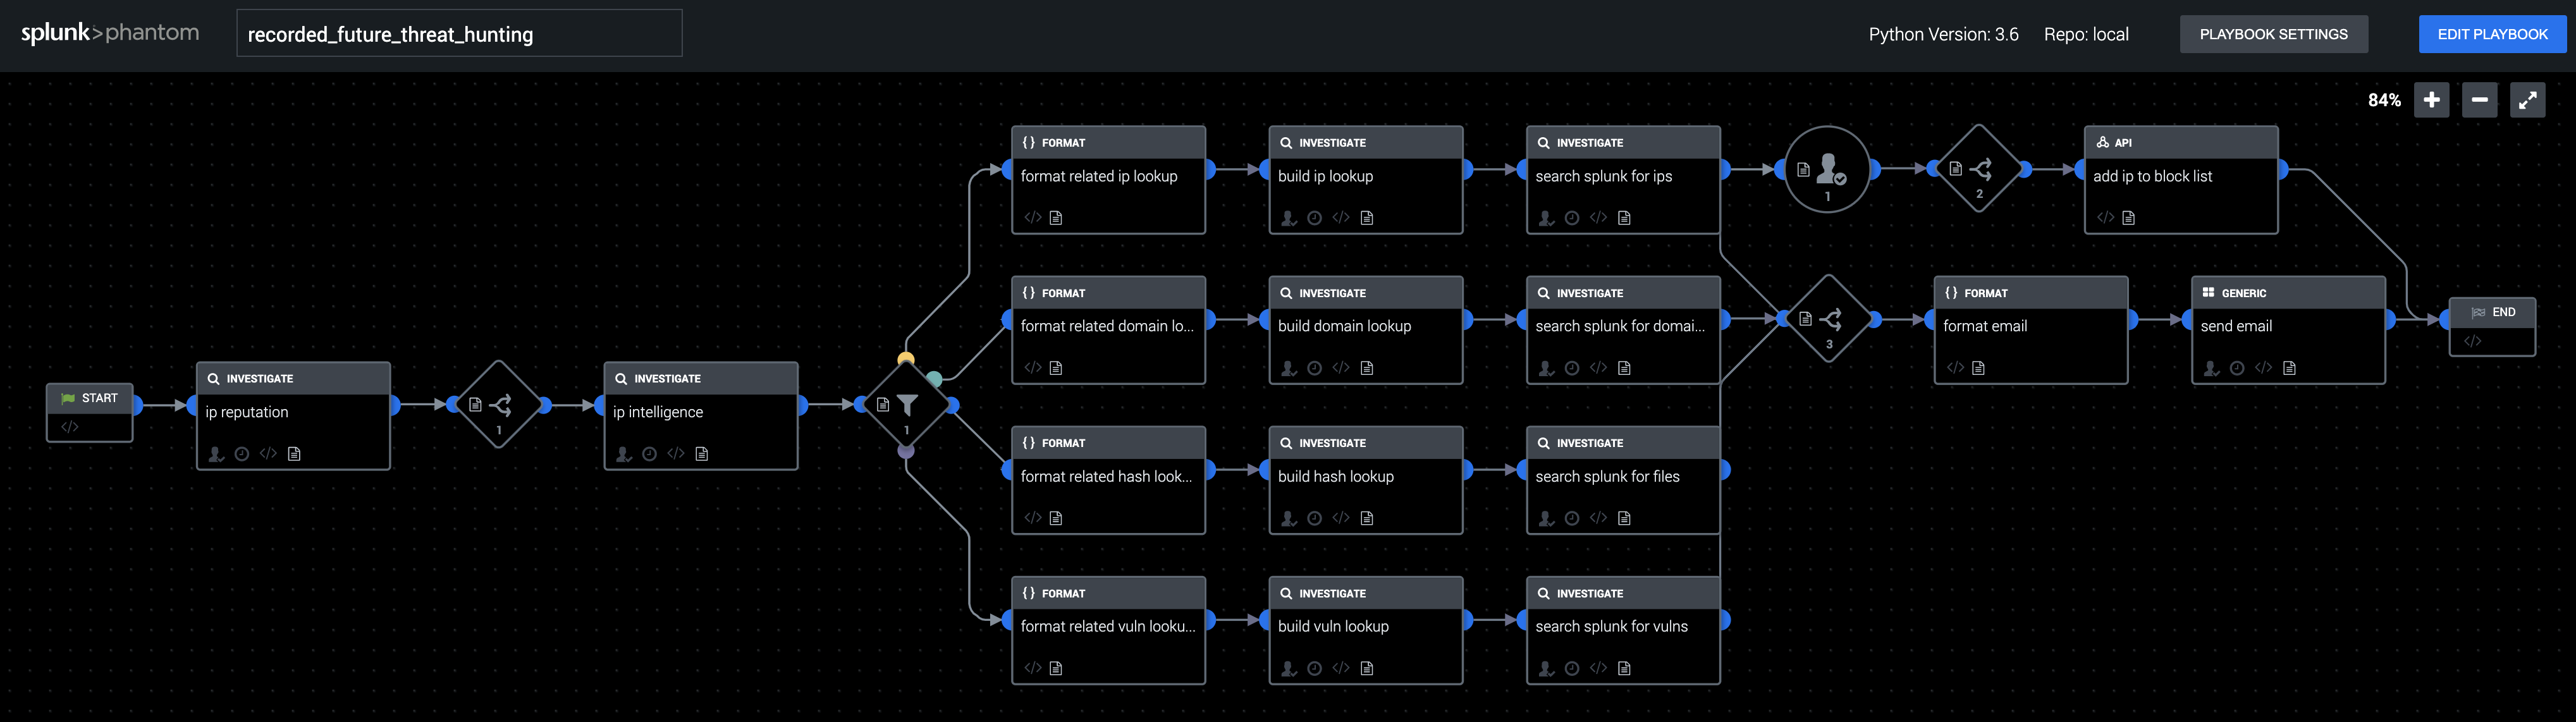 splunk>phantom
recorded_future_threat_hunting
Python Version: 3.6
Repo: local
PLAYBOOK SETTINGS
EDIT PLAYBOOK
84%
START
</>
INVESTIGATE
ip reputation
</>
1
INVESTIGATE
ip intelligence
</>
1
{} FORMAT
format related ip lookup
</>
INVESTIGATE
build ip lookup
</>
INVESTIGATE
search splunk for ips
</>
1
2
API
add ip to block list
</>
{} FORMAT
format related domain lo...
</>
INVESTIGATE
build domain lookup
</>
INVESTIGATE
search splunk for domai...
</>
3
{} FORMAT
format email
</>
GENERIC
send email
</>
END
</>
{} FORMAT
format related hash look...
</>
INVESTIGATE
build hash lookup
</>
INVESTIGATE
search splunk for files
</>
{} FORMAT
format related vuln looku...
</>
INVESTIGATE
build vuln lookup
</>
INVESTIGATE
search splunk for vulns
</>